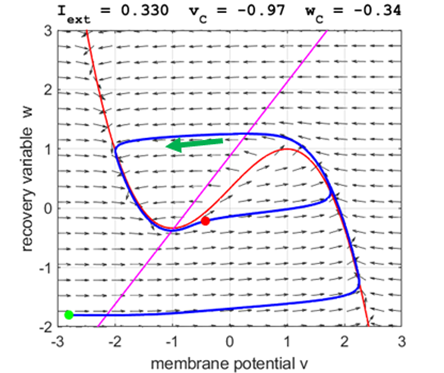 I_ext = 0.330 v_C = -0.97 w_C = -0.34
3
2
1
0
-1
-2
-3 -2 -1 0 1 2 3
recovery variable w
membrane potential v